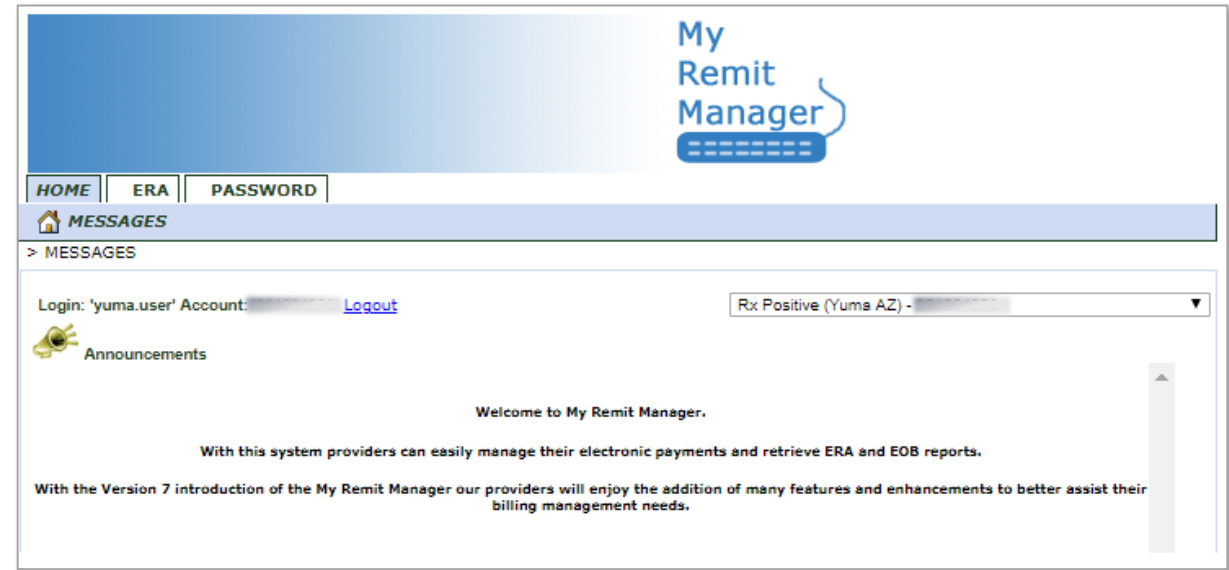 My
Remit
Manager
HOME ERA PASSWORD
MESSAGES
> MESSAGES
Login: 'yuma.user' Account: Logout
Rx Positive (Yuma AZ) -
Announcements
Welcome to My Remit Manager.
With this system providers can easily manage their electronic payments and retrieve ERA and EOB reports.
With the Version 7 introduction of the My Remit Manager our providers will enjoy the addition of many features and enhancements to better assist their
billing management needs.